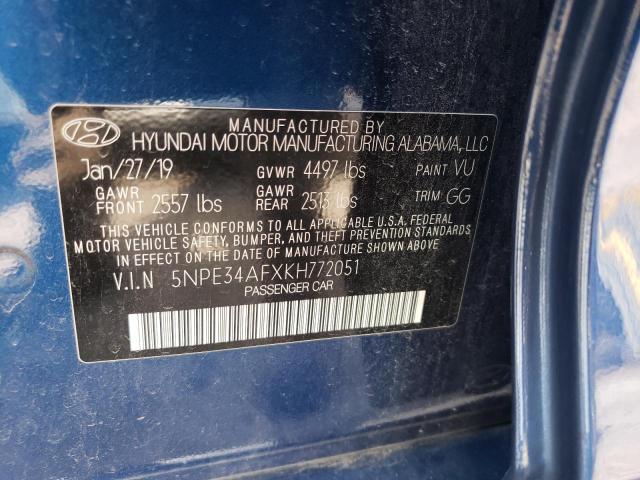 MANUFACTURED BY
HYUNDAI MOTOR MANUFACTURING ALABAMA, LLC
Jan/27/19 GVWR 4497 lbs PAINT VU
GAWR FRONT 2557 lbs GAWR REAR 2513 lbs TRIM GG
THIS VEHICLE CONFORMS TO ALL APPLICABLE U.S.A. FEDERAL
MOTOR VEHICLE SAFETY, BUMPER, AND THEFT PREVENTION STANDARDS
IN EFFECT ON THE DATE OF MANUFACTURE SHOWN ABOVE.
V.I.N 5NPE34AFXKH772051
PASSENGER CAR